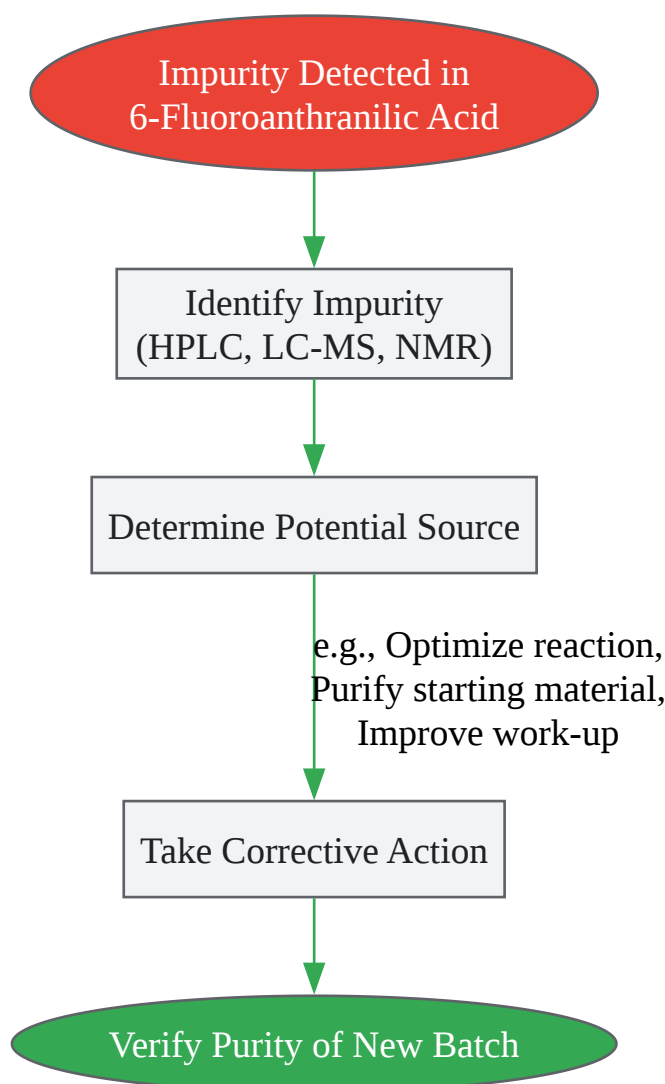 Impurity Detected in
6-Fluoroanthranilic Acid
Identify Impurity
(HPLC, LC-MS, NMR)
Determine Potential Source
e.g., Optimize reaction,
Purify starting material,
Improve work-up
Take Corrective Action
Verify Purity of New Batch